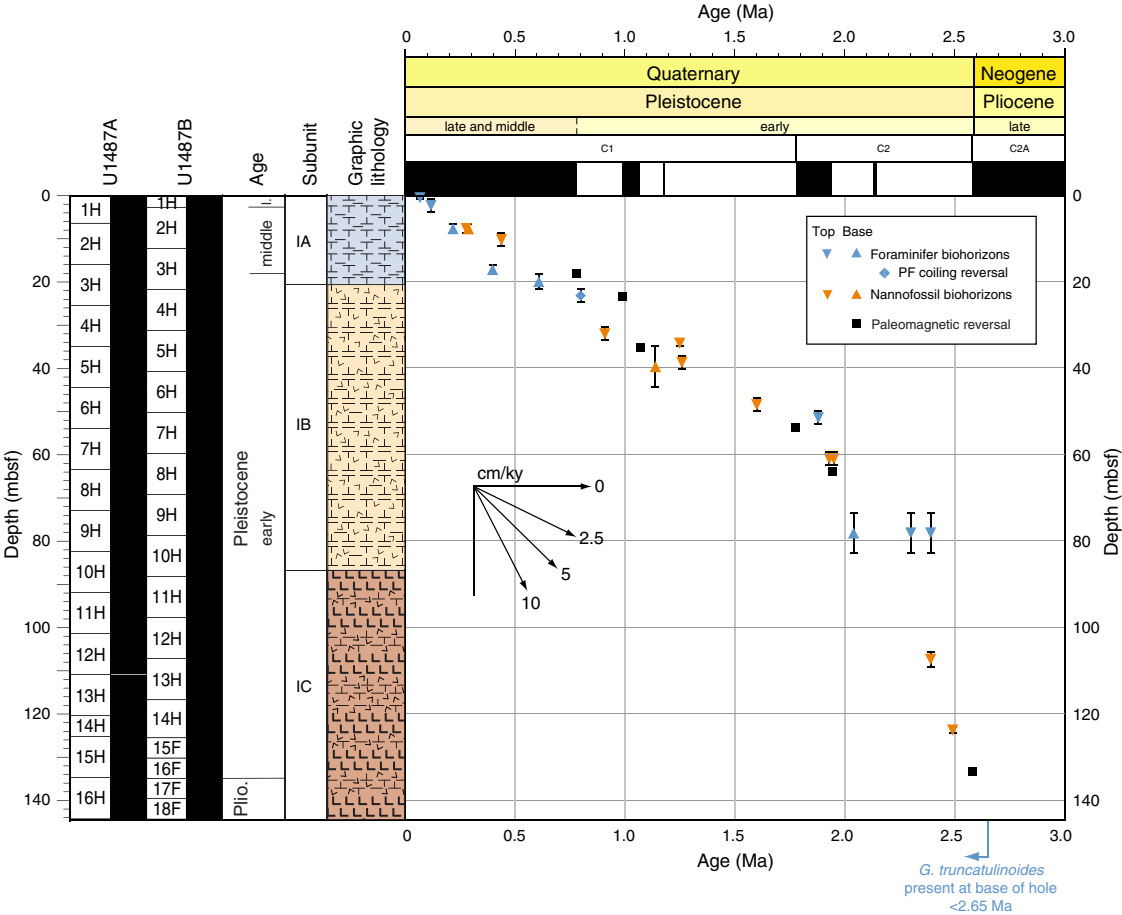 Age (Ma)
0 0.5 1.0 1.5 2.0 2.5 3.0
Quaternary Neogene
Pleistocene Pliocene
late and middle early late
C1 C2 C2A
U1487A U1487B Age Subunit Graphic lithology
Depth (mbsf)
0
20
40
60
80
100
120
140
1H
2H
3H
4H
5H
6H
7H
8H
9H
10H
11H
12H
13H
14H
15H
16H
1H
2H
3H
4H
5H
6H
7H
8H
9H
10H
11H
12H
13H
14H
15F
16F
17F
18F
l.
middle
Pleistocene
early
Plio.
IA
IB
IC
Top Base
Foraminifer biohorizons
PF coiling reversal
Nannofossil biohorizons
Paleomagnetic reversal
cm/ky
0
2.5
5
10
0
20
40
60
80
100
120
140
Depth (mbsf)
0 0.5 1.0 1.5 2.0 2.5 3.0
Age (Ma)
G. truncatulinoides
present at base of hole
<2.65 Ma